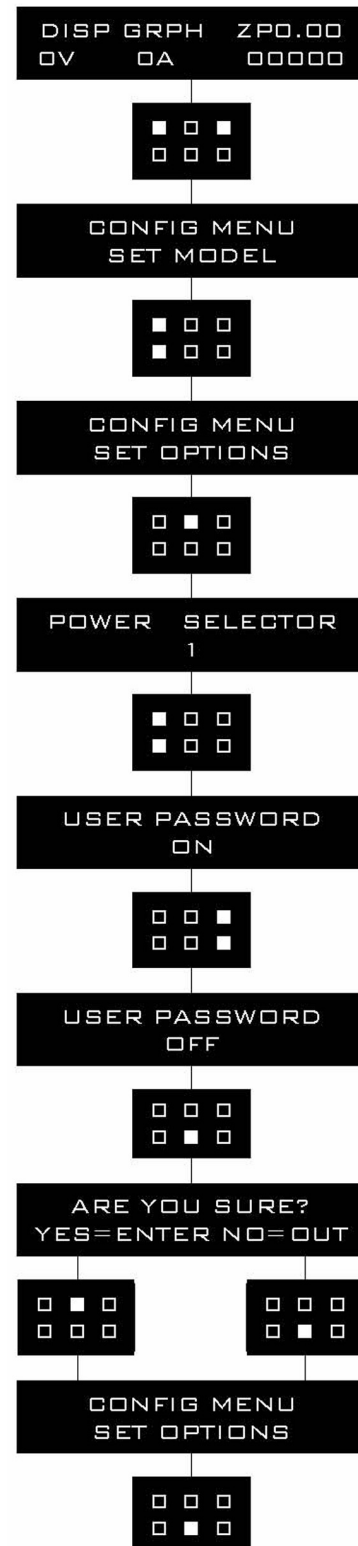 DISP GRPH ZP0.00
0V 0A 00000
CONFIG MENU
SET MODEL
CONFIG MENU
SET OPTIONS
POWER SELECTOR
1
USER PASSWORD
ON
USER PASSWORD
OFF
ARE YOU SURE?
YES=ENTER NO=OUT
CONFIG MENU
SET OPTIONS